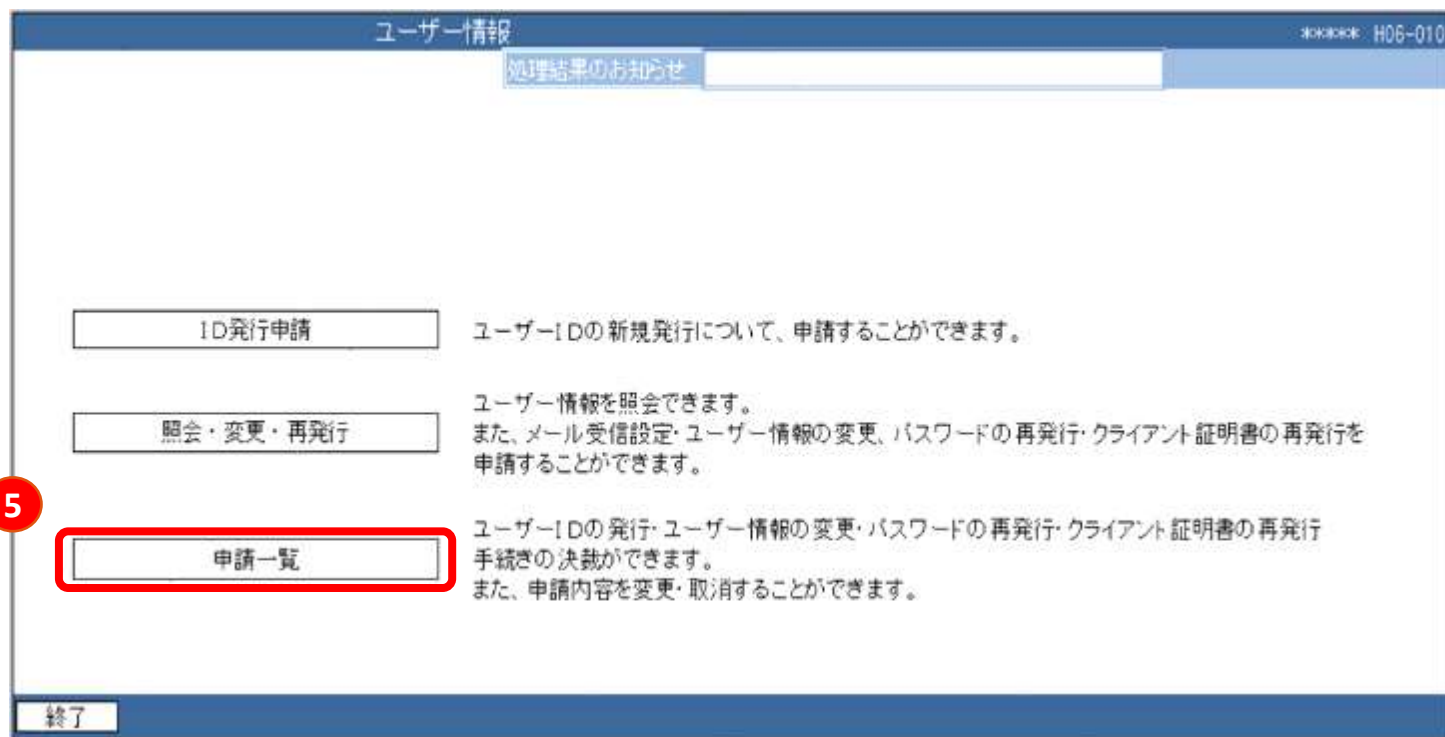 ユーザー情報
****** H06-010
処理結果のお知らせ
ID発行申請
ユーザーIDの新規発行について、申請することができます。
照会・変更・再発行
ユーザー情報を照会できます。
また、メール受信設定・ユーザー情報の変更、パスワードの再発行・クライアント証明書の再発行を
申請することができます。
5
申請一覧
ユーザーIDの発行・ユーザー情報の変更・パスワードの再発行・クライアント証明書の再発行
手続きの決裁ができます。
また、申請内容を変更・取消することができます。
終了